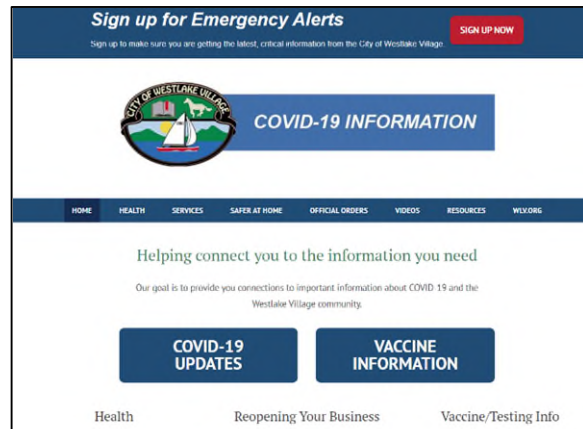 Sign up for Emergency Alerts
Sign up to make sure you are getting the latest, critical information from the City of Westlake Village.
SIGN UP NOW
CITY OF WESTLAKE VILLAGE
COVID-19 INFORMATION
HOME HEALTH SERVICES SAFER AT HOME OFFICIAL ORDERS VIDEOS RESOURCES WLV.ORG
Helping connect you to the information you need
Our goal is to provide you connections to important information about COVID 19 and the
Westlake Village community.
COVID-19
UPDATES
VACCINE
INFORMATION
Health Reopening Your Business Vaccine/Testing Info